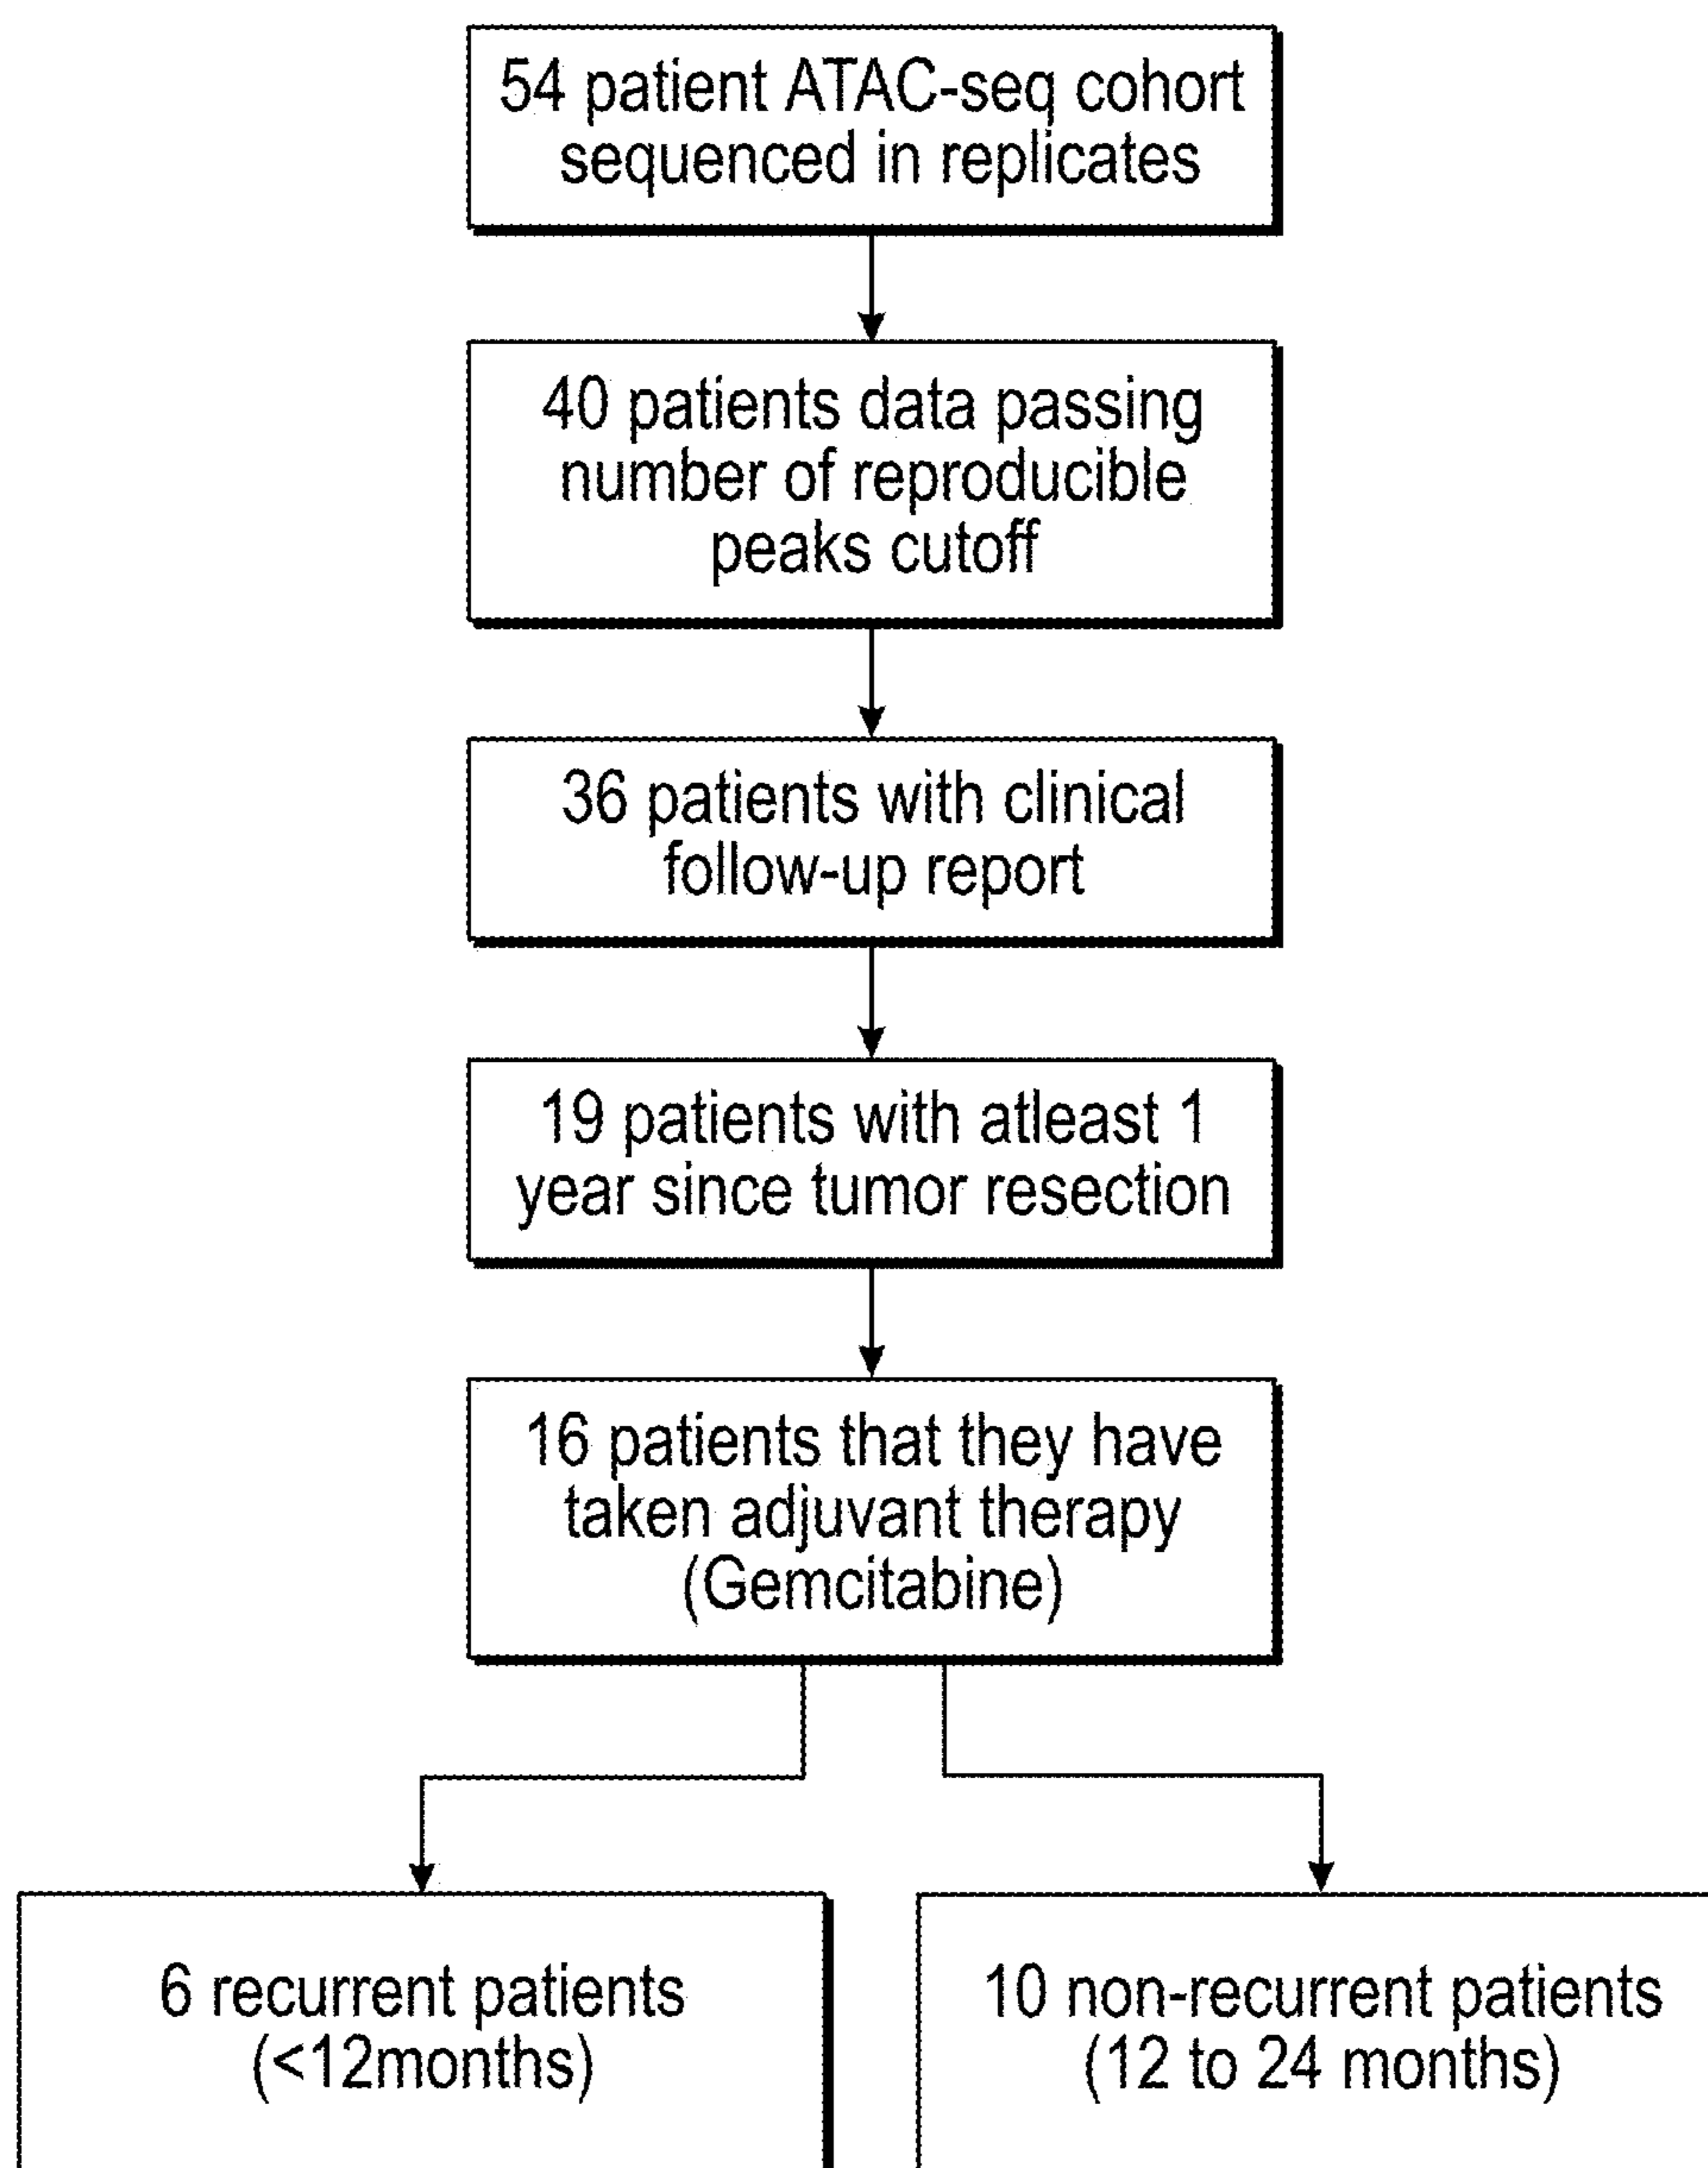 54 patient ATAC-seq cohort
sequenced in replicates
40 patients data passing
number of reproducible
peaks cutoff
36 patients with clinical
follow-up report
19 patients with atleast 1
year since tumor resection
16 patients that they have
taken adjuvant therapy
(Gemcitabine)
6 recurrent patients
(<12months)
10 non-recurrent patients
(12 to 24 months)